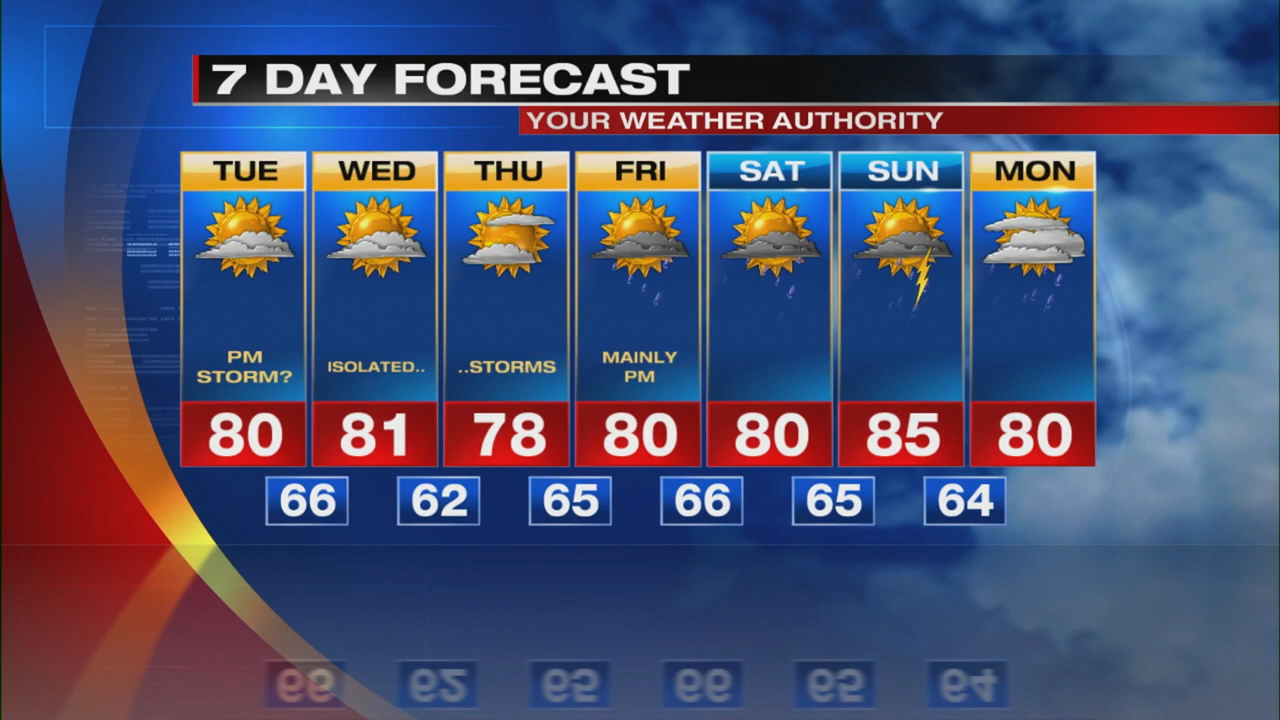 7 DAY FORECAST
YOUR WEATHER AUTHORITY
TUE WED THU FRI SAT SUN MON
PM
STORM?
ISOLATED..
..STORMS
MAINLY
PM
80 81 78 80 80 85 80
66 62 65 66 65 64